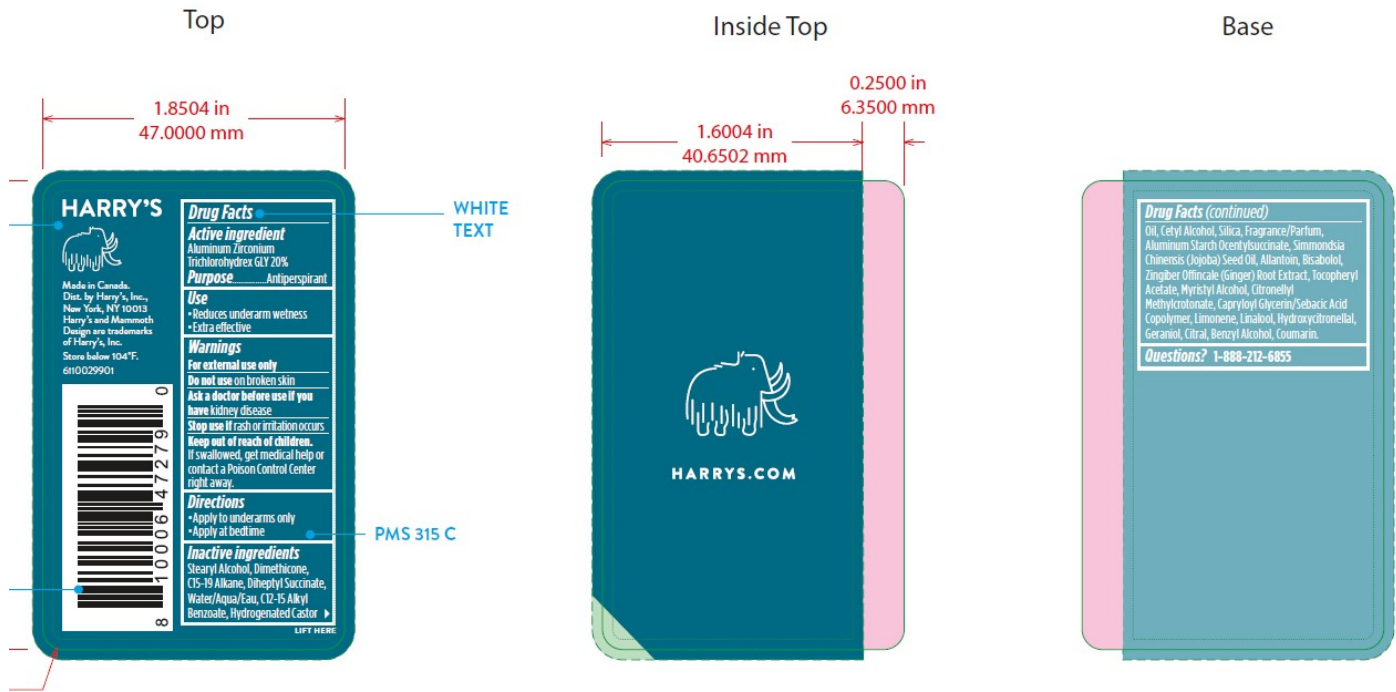 Top
Inside Top
Base
1.8504 in
47.0000 mm
1.6004 in
40.6502 mm
0.2500 in
6.3500 mm
HARRY'S
Made in Canada.
Dist. by Harry's, Inc.,
New York, NY 10013
Harry's and Mammoth
Design are trademarks
of Harry's, Inc.
Store below 104°F.
6110029901
8 10006 47279 0
Drug Facts
Active ingredient
Aluminum Zirconium
Trichlorohydrex GLY 20%
Purpose................Antiperspirant
Use
•Reduces underarm wetness
•Extra effective
Warnings
For external use only
Do not use on broken skin
Ask a doctor before use if you
have kidney disease
Stop use if rash or irritation occurs
Keep out of reach of children.
If swallowed, get medical help or
contact a Poison Control Center
right away.
Directions
•Apply to underarms only
•Apply at bedtime
Inactive ingredients
Stearyl Alcohol, Dimethicone,
C15-19 Alkane, Diheptyl Succinate,
Water/Aqua/Eau, C12-15 Alkyl
Benzoate, Hydrogenated Castor
LIFT HERE
WHITE
TEXT
PMS 315 C
HARRYS.COM
Drug Facts (continued)
Oil, Cetyl Alcohol, Silica, Fragrance/Parfum,
Aluminum Starch Ocentylsuccinate, Simmondsia
Chinensis (Jojoba) Seed Oil, Allantoin, Bisabolol,
Zingiber Offincale (Ginger) Root Extract, Tocopheryl
Acetate, Myristyl Alcohol, Citronellyl
Methylcrotonate, Capryloyl Glycerin/Sebacic Acid
Copolymer, Limonene, Linalool, Hydroxycitronellal,
Geraniol, Citral, Benzyl Alcohol, Coumarin.
Questions? 1-888-212-6855